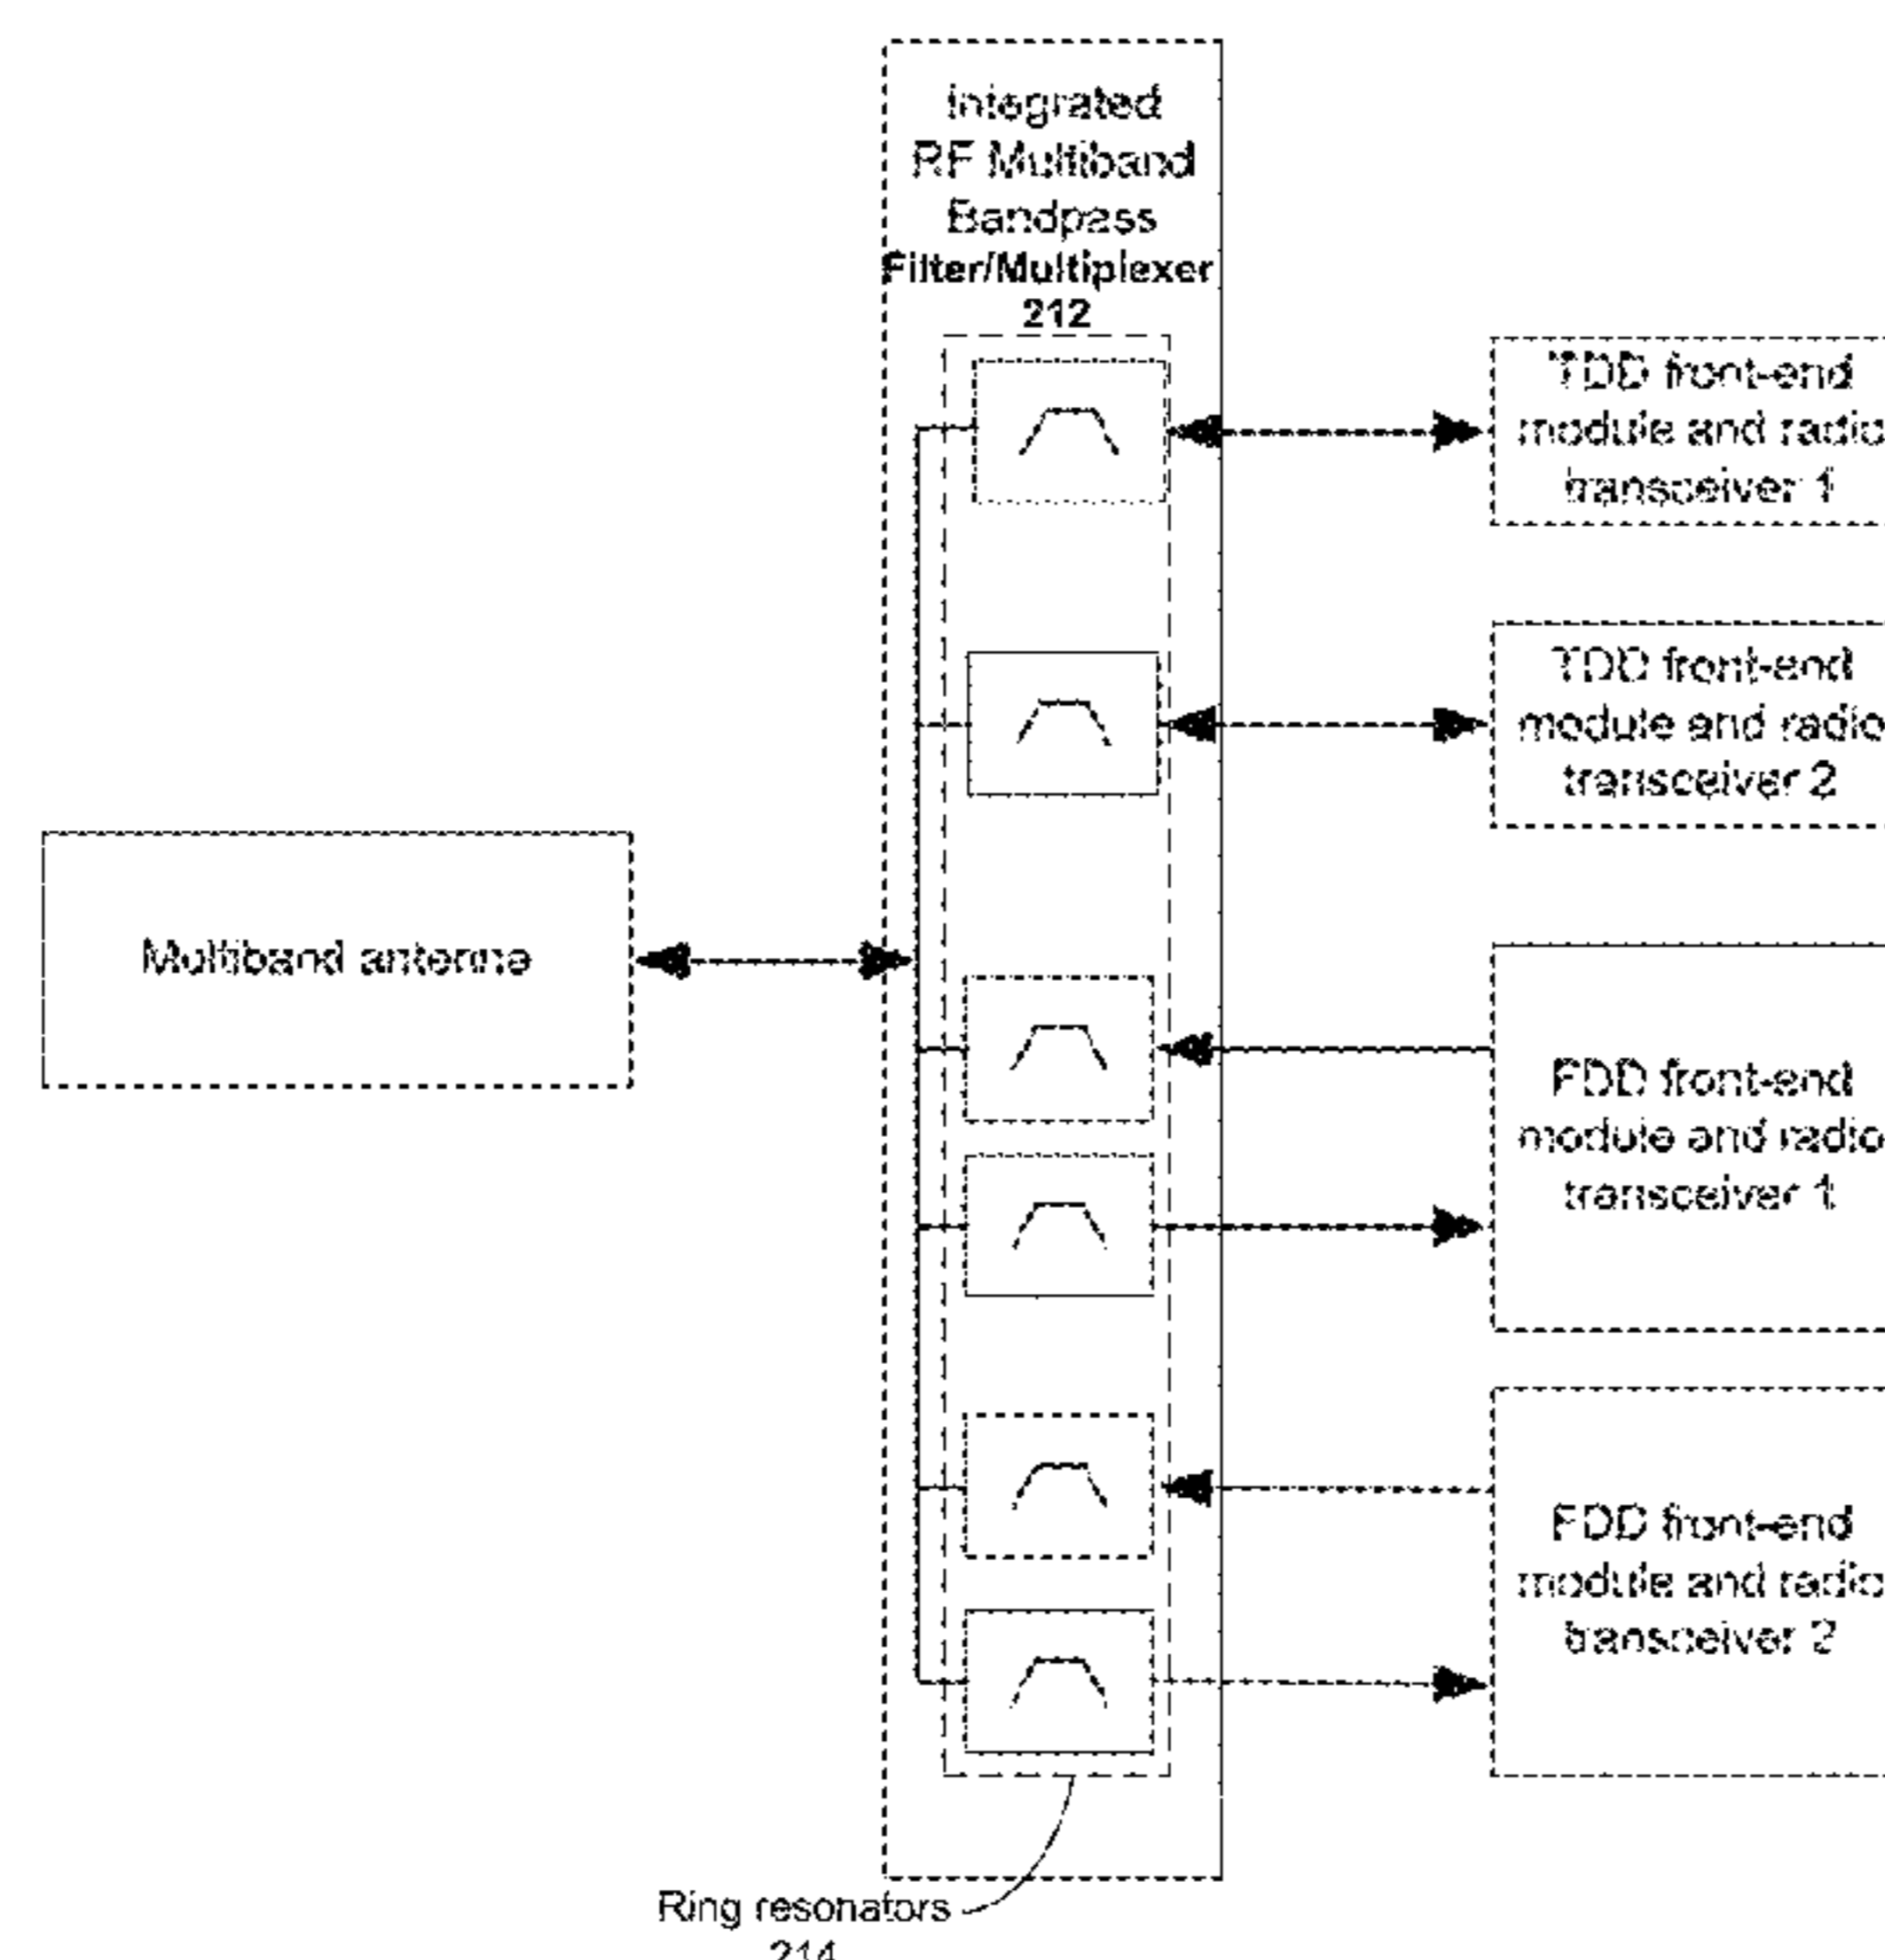 Integrated
RF Multiband
Bandpass
Filter/Multiplexer
212
TDD front-end
module and radio
transceiver 1
TDD front-end
module and radio
transceiver 2
Multiband antenna
FDD front-end
module and radio
transceiver 1
FDD front-end
module and radio
transceiver 2
Ring resonators
214